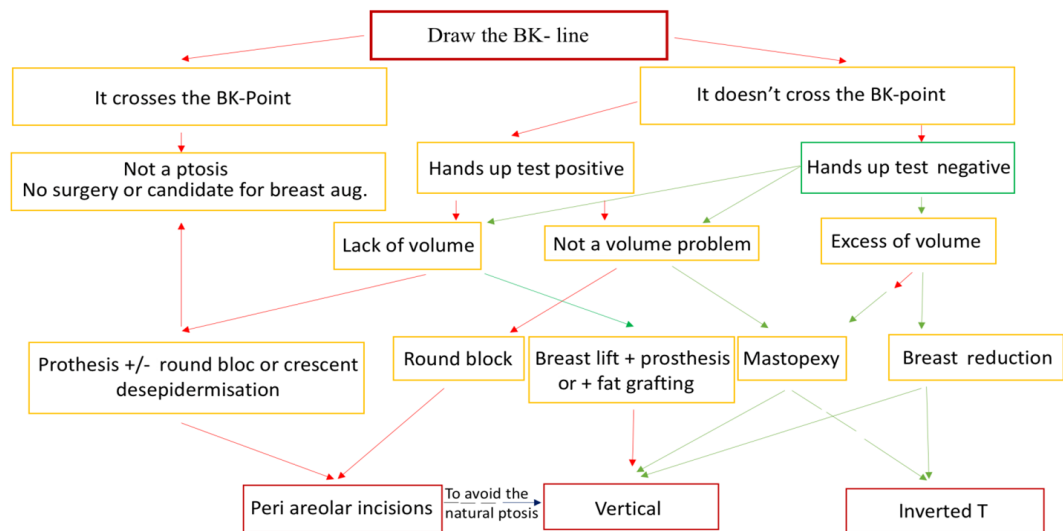 Draw the BK- line
It crosses the BK-Point
It doesn’t cross the BK-point
Not a ptosis
No surgery or candidate for breast aug.
Hands up test positive
Hands up test negative
Lack of volume
Not a volume problem
Excess of volume
Prothesis +/- round bloc or crescent
desepidermisation
Round block
Breast lift + prosthesis
or + fat grafting
Mastopexy
Breast reduction
Peri areolar incisions
To avoid the
natural ptosis
Vertical
Inverted T